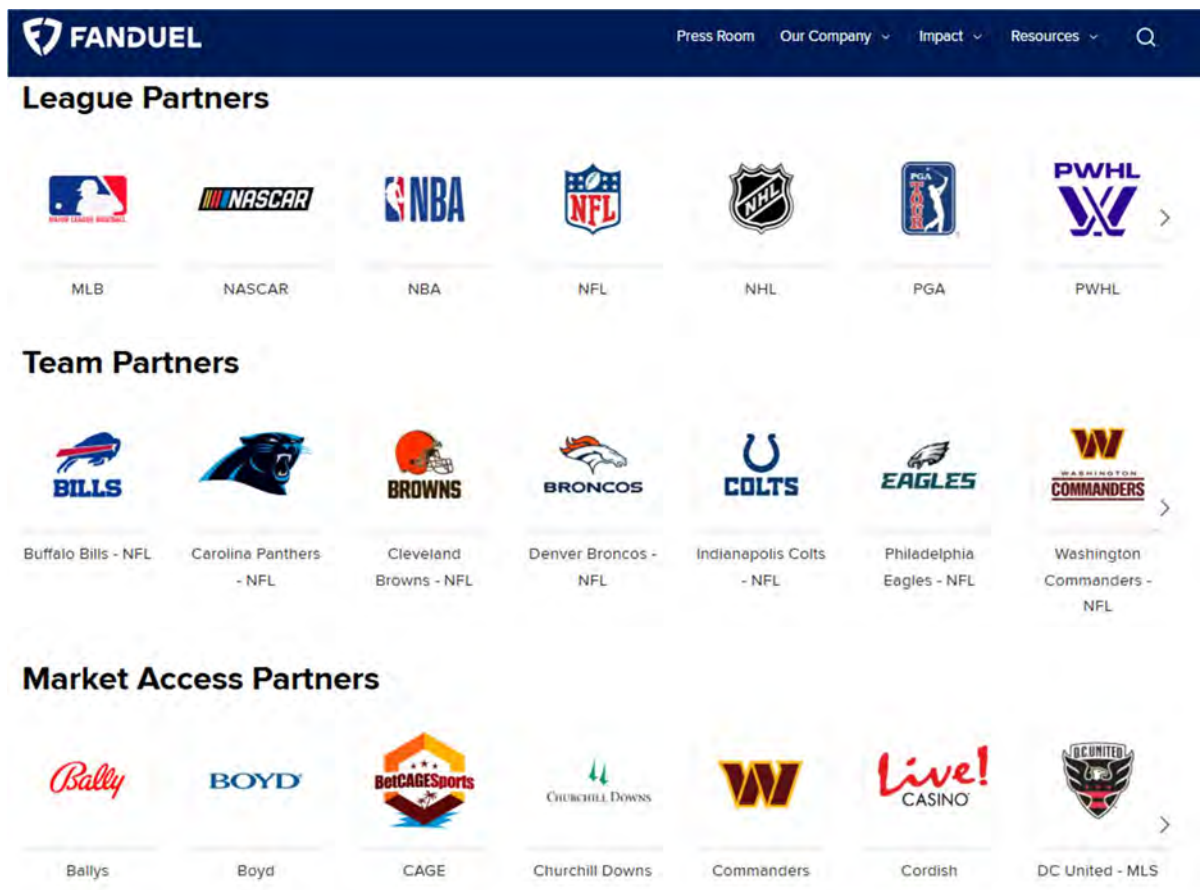 FANDUEL
Press Room Our Company Impact Resources
League Partners
MAJOR LEAGUE BASEBALL
NASCAR
NBA
NFL
NHL
PGA TOUR
PWHL
MLB NASCAR NBA NFL NHL PGA PWHL
Team Partners
BILLS
BROWNS
BRONCOS
COLTS
EAGLES
W
WASHINGTON
COMMANDERS
Buffalo Bills - NFL
Carolina Panthers
- NFL
Cleveland
Browns - NFL
Denver Broncos -
NFL
Indianapolis Colts
- NFL
Philadelphia
Eagles - NFL
Washington
Commanders -
NFL
Market Access Partners
Bally
BOYD
BetCAGESports
CHURCHILL DOWNS
W
Live!
CASINO
D.C.UNITED
Ballys Boyd CAGE Churchill Downs Commanders Cordish DC United - MLS